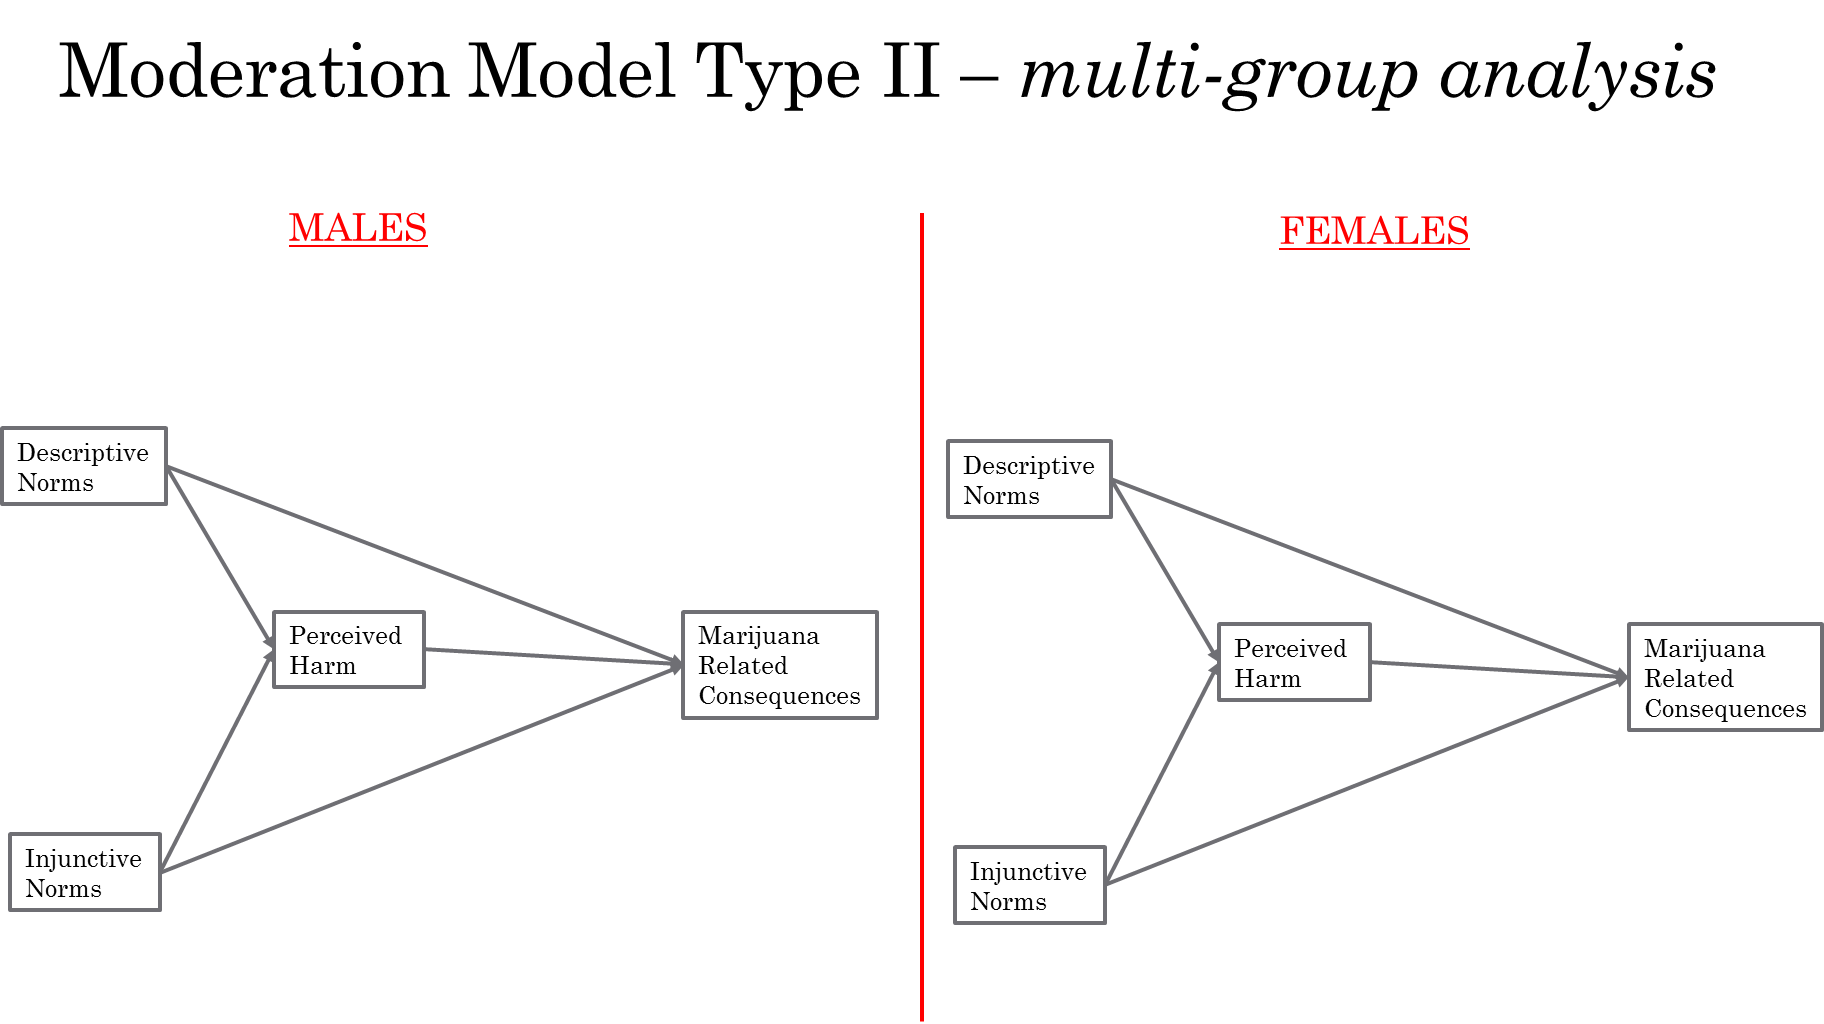 Moderation Model Type II – multi-group analysis
MALES
Descriptive
Norms
Perceived
Harm
Marijuana
Related
Consequences
Injunctive
Norms
FEMALES
Descriptive
Norms
Perceived
Harm
Marijuana
Related
Consequences
Injunctive
Norms